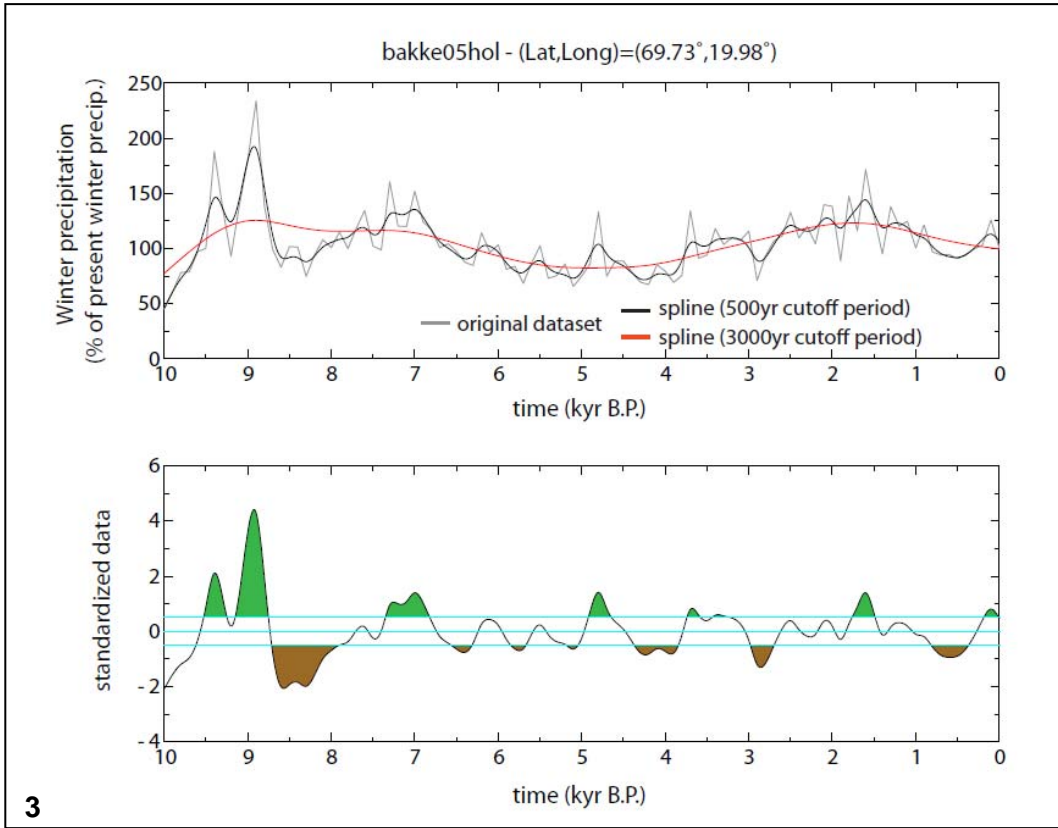 bakke05hol - (Lat,Long)=(69.73°,19.98°)
Winter precipitation
(% of present winter precip.)
250
200
150
100
50
0
original dataset
spline (500yr cutoff period)
spline (3000yr cutoff period)
10 9 8 7 6 5 4 3 2 1 0
time (kyr B.P.)
standardized data
6
4
2
0
-2
-4
10 9 8 7 6 5 4 3 2 1 0
time (kyr B.P.)
3